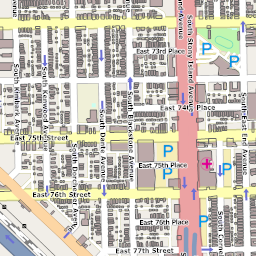 East 73rd Place
South Stony Island Avenue
South Kimbark Avenue
South Kenwood Avenue
East 74th Place
South Blackstone Avenue
South Dante Avenue
South East End Avenue
East 75th Street
East 75th Place
South Dorchester Avenue
East 76th Street
East 76th Place
East 77th Street
P
P
P
P
P